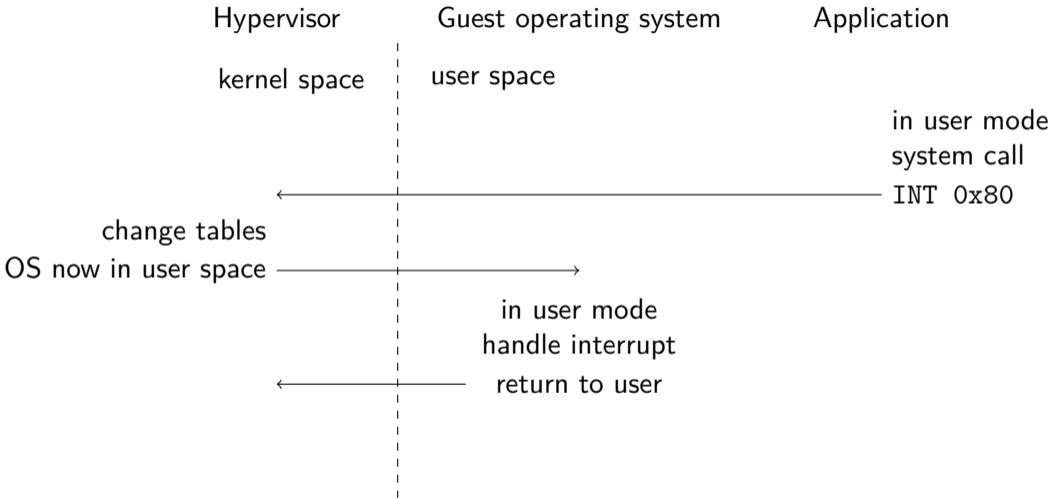 Hypervisor Guest operating system Application
kernel space user space
in user mode
system call
INT 0x80
change tables
OS now in user space
in user mode
handle interrupt
return to user